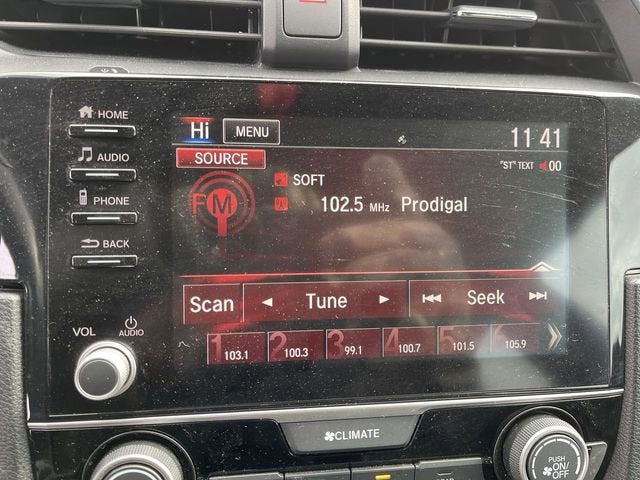 HOME
AUDIO
PHONE
BACK
VOL AUDIO
Hi MENU 11 41
SOURCE "ST" TEXT 00
SOFT
FM 102.5 MHz Prodigal
Scan Tune Seek
1 103.1 2 100.3 3 99.1 4 100.7 5 101.5 6 105.9
CLIMATE
PUSH
ON/
OFF